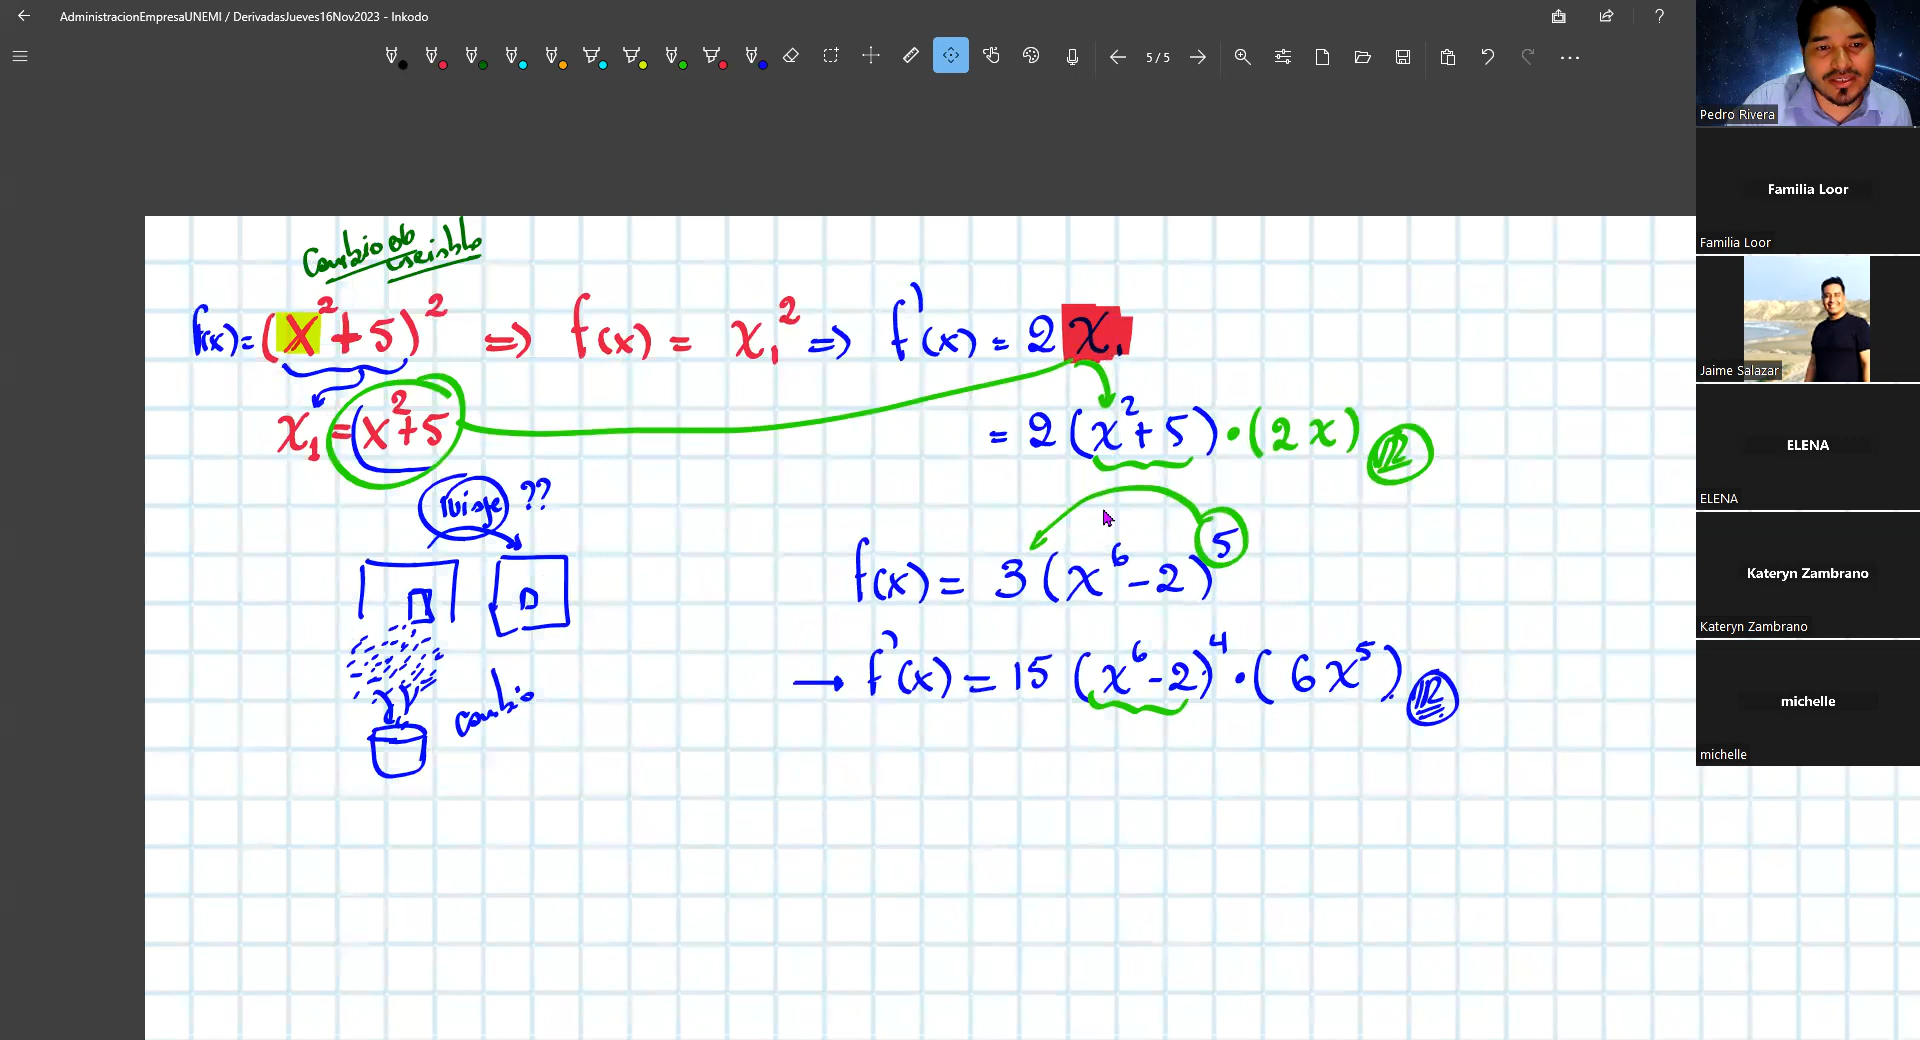 AdministracionEmpresaUNEMI / DerivadasJueves16Nov2023 - Inkodo
5 / 5
Pedro Rivera
Familia Loor
Familia Loor
Jaime Salazar
ELENA
ELENA
Kateryn Zambrano
Kateryn Zambrano
michelle
michelle
Cambio de
variable
f(x) = (x² + 5)² ⇒ f(x) = x₁² ⇒ f'(x) = 2 x₁
x₁ = (x² + 5
= 2 (x² + 5) • (2x)
??
f(x) = 3 (x⁶ - 2)⁵
→ f'(x) = 15 (x⁶ - 2)⁴ • (6x⁵)
cambio